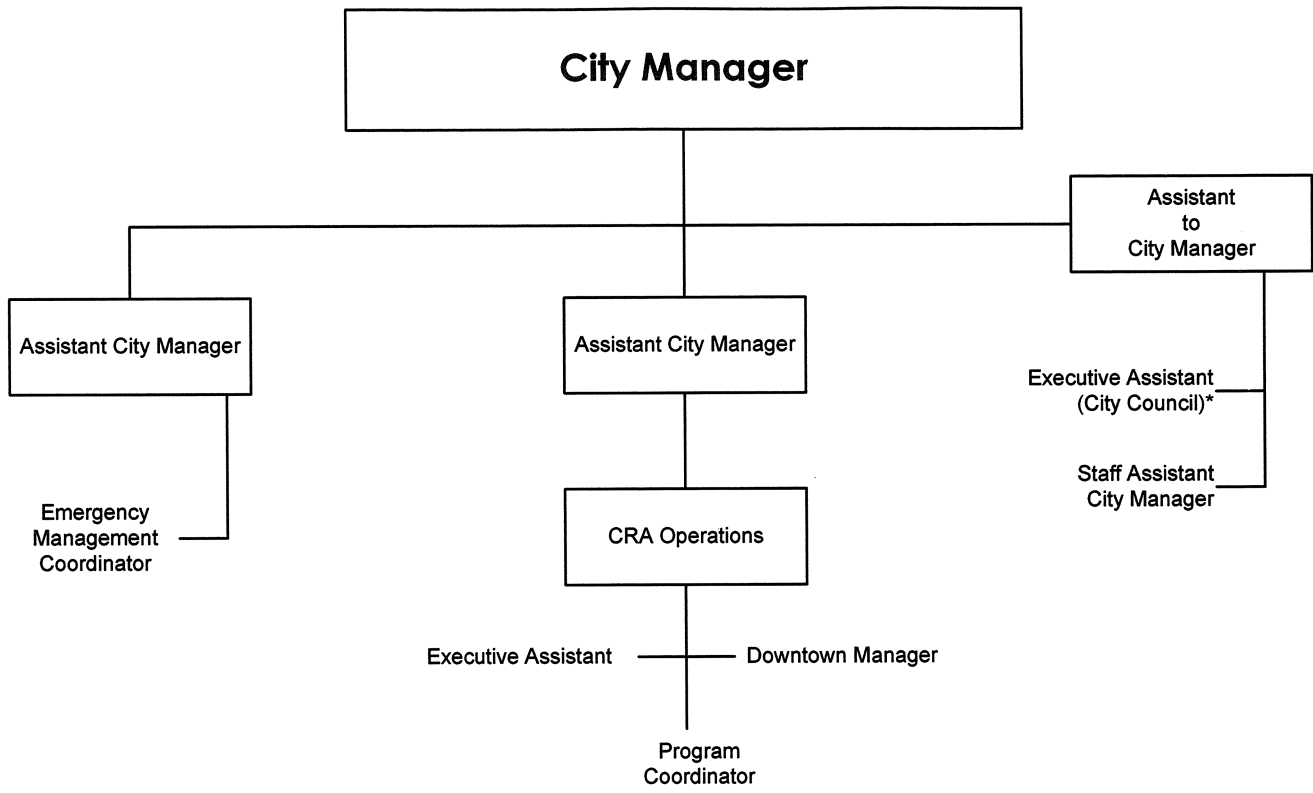 City Manager
Assistant
to
City Manager
Assistant City Manager
Assistant City Manager
Executive Assistant
(City Council)*
Staff Assistant
City Manager
Emergency
Management
Coordinator
CRA Operations
Executive Assistant
Downtown Manager
Program
Coordinator